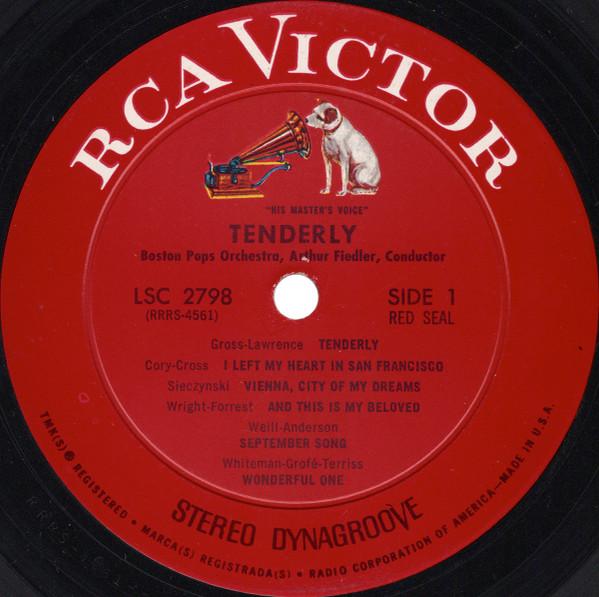 RCA VICTOR
"HIS MASTER'S VOICE"
TENDERLY
Boston Pops Orchestra, Arthur Fiedler, Conductor
LSC 2798
(RRRS-4561)
SIDE 1
RED SEAL
Gross-Lawrence TENDERLY
Cory-Cross I LEFT MY HEART IN SAN FRANCISCO
Sieczynski VIENNA, CITY OF MY DREAMS
Wright-Forrest AND THIS IS MY BELOVED
Weill-Anderson
SEPTEMBER SONG
Whiteman-Grofé-Terriss
WONDERFUL ONE
STEREO DYNAGROOVE
TMK(S) ® REGISTERED • MARCA(S) REGISTRADA(S) • RADIO CORPORATION OF AMERICA—MADE IN U.S.A.